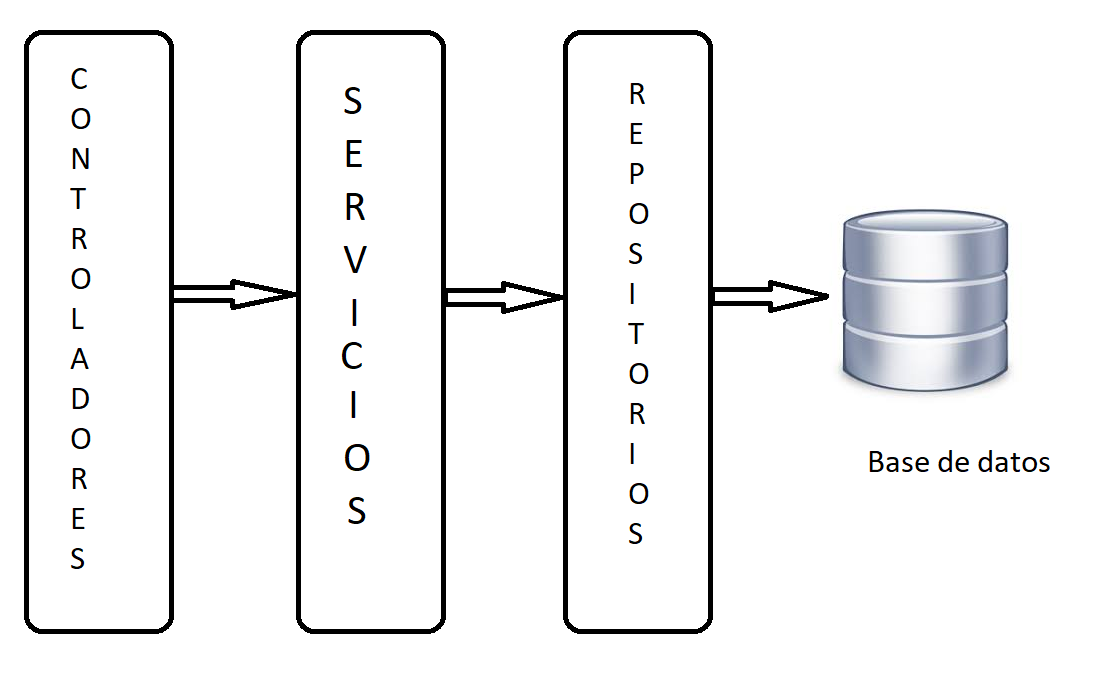 CONTROLADORES
SERVICIOS
REPOSITORIOS
Base de datos